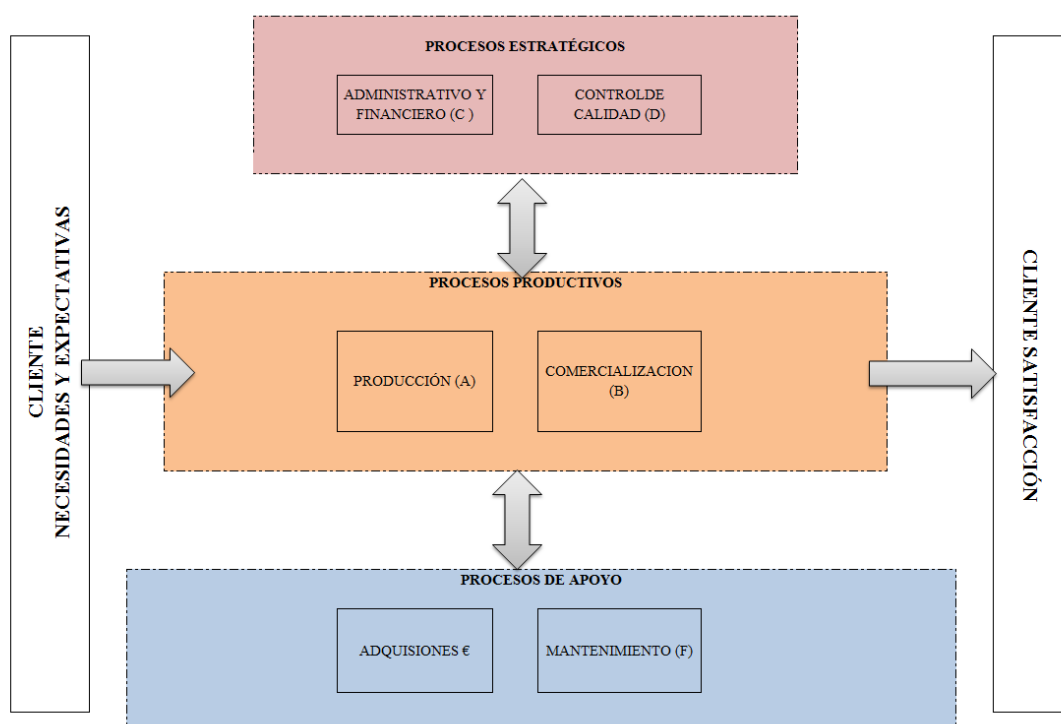 PROCESOS ESTRATÉGICOS
ADMINISTRATIVO Y
FINANCIERO (C )
CONTROLDE
CALIDAD (D)
CLIENTE
NECESIDADES Y EXPECTATIVAS
PROCESOS PRODUCTIVOS
PRODUCCIÓN (A)
COMERCIALIZACION
(B)
CLIENTE SATISFACCIÓN
PROCESOS DE APOYO
ADQUISIONES €
MANTENIMIENTO (F)